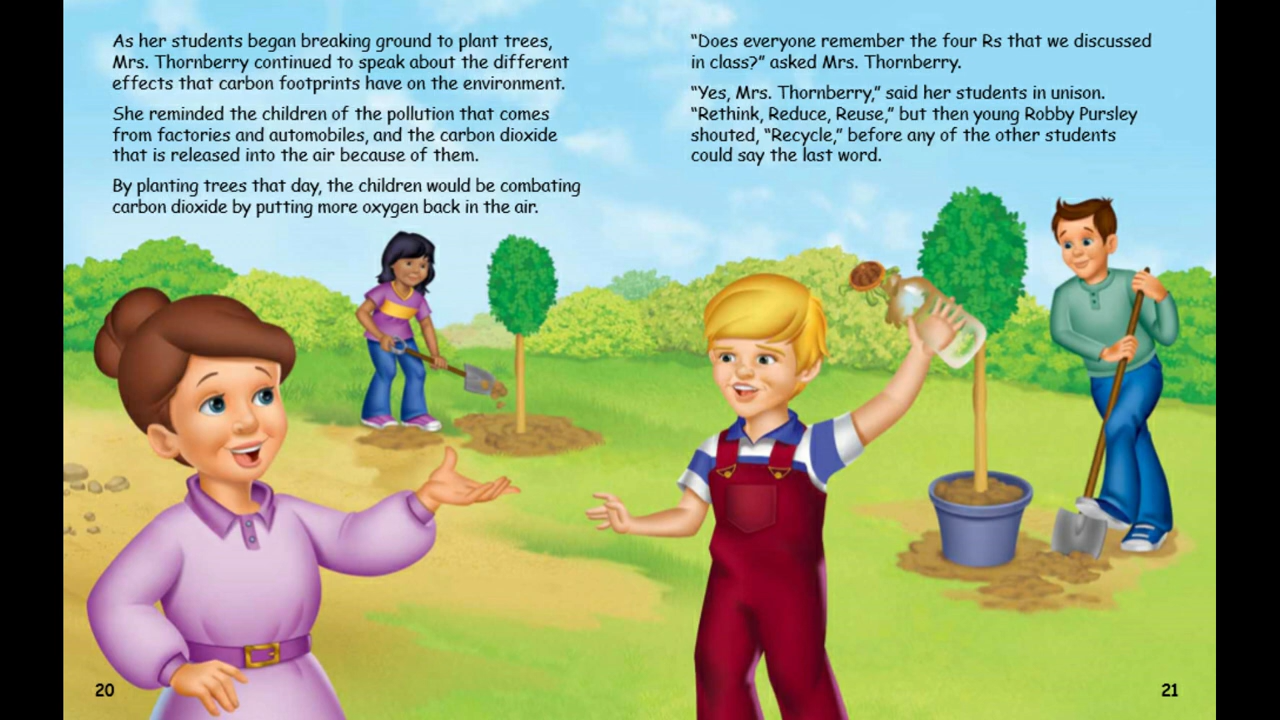 As her students began breaking ground to plant trees,
Mrs. Thornberry continued to speak about the different
effects that carbon footprints have on the environment.
She reminded the children of the pollution that comes
from factories and automobiles, and the carbon dioxide
that is released into the air because of them.
By planting trees that day, the children would be combating
carbon dioxide by putting more oxygen back in the air.
20
“Does everyone remember the four Rs that we discussed
in class?” asked Mrs. Thornberry.
“Yes, Mrs. Thornberry,” said her students in unison.
“Rethink, Reduce, Reuse,” but then young Robby Pursley
shouted, “Recycle,” before any of the other students
could say the last word.
21